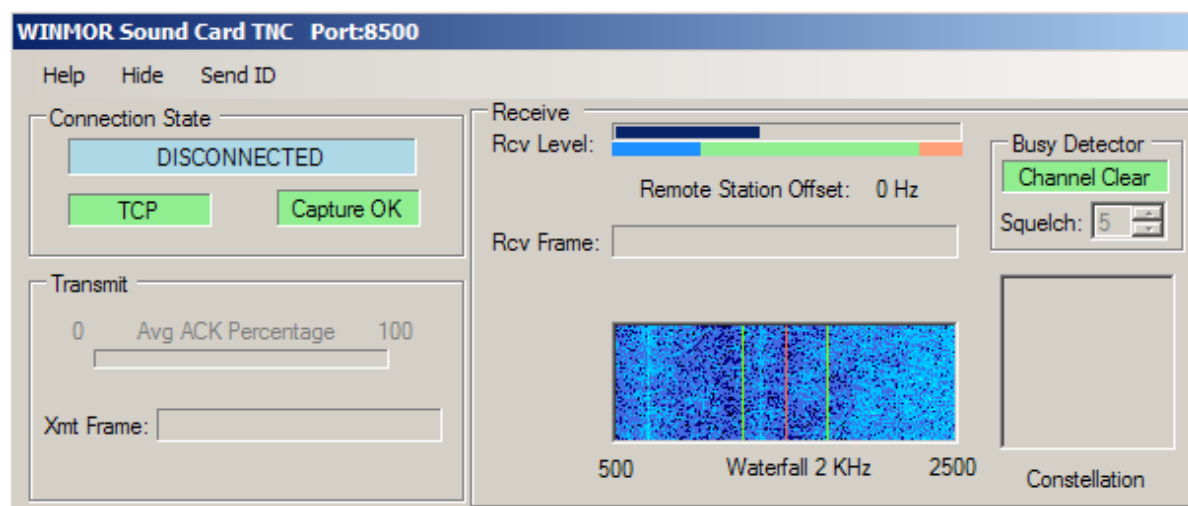 WINMOR Sound Card TNC Port:8500
Help Hide Send ID
Connection State
DISCONNECTED
TCP Capture OK
Transmit
0 Avg ACK Percentage 100
Xmt Frame:
Receive
Rcv Level:
Remote Station Offset: 0 Hz
Rcv Frame:
500 Waterfall 2 KHz 2500
Busy Detector
Channel Clear
Squelch: 5
Constellation